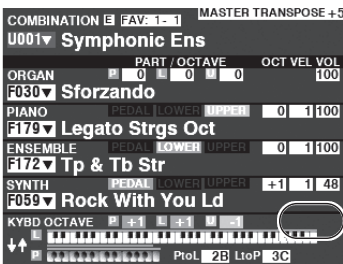 MASTER TRANSPOSE +5
COMBINATION E FAV: 1- 1
U001▼ Symphonic Ens
PART / OCTAVE OCT VEL VOL
ORGAN P 0 L 0 U 0 100
F030▼ Sforzando
PIANO PEDAL LOWER UPPER 0 1 100
F179▼ Legato Strgs Oct
ENSEMBLE PEDAL LOWER UPPER 0 1 100
F172▼ Tp & Tb Str
SYNTH PEDAL LOWER UPPER +1 1 48
F059▼ Rock With You Ld
KYBD OCTAVE P +1 L +1 U -1
L
P PtoL 2B LtoP 3C